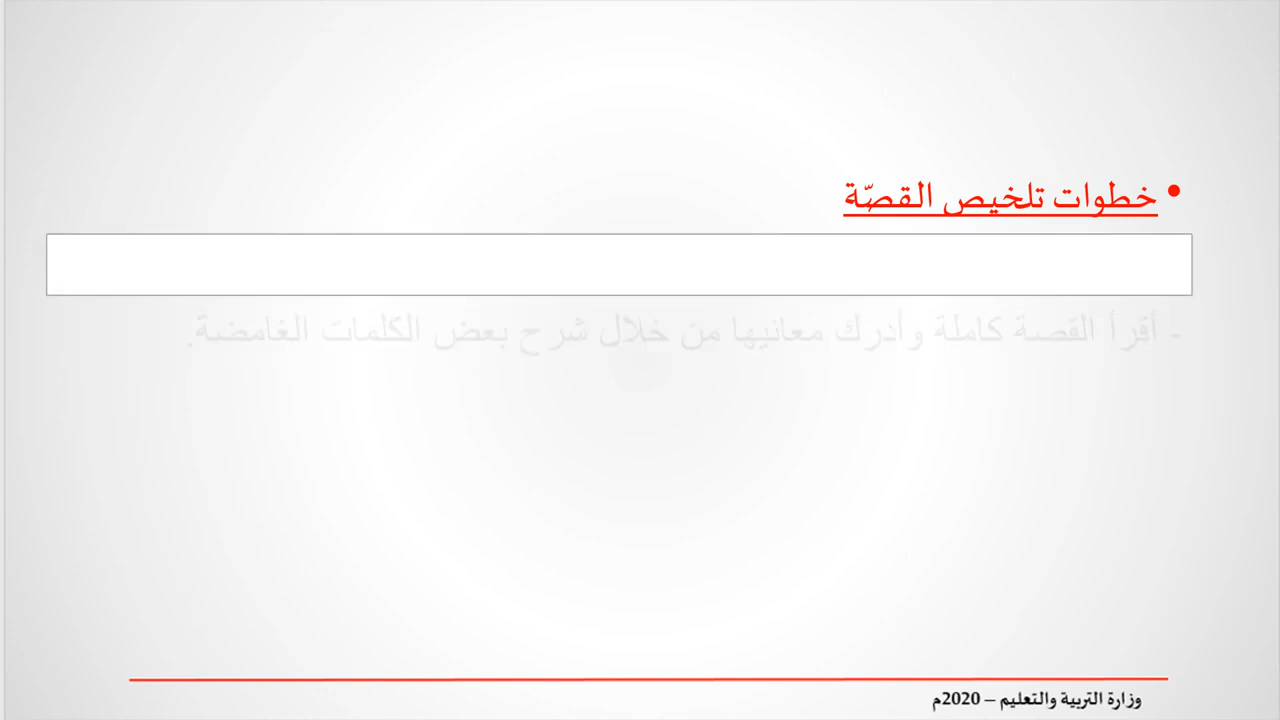 • خطوات تلخيص القصّة
- أقرأ القصة كاملة وأدرك معانيها من خلال شرح بعض الكلمات الغامضة.
وزارة التربية والتعليم – 2020م